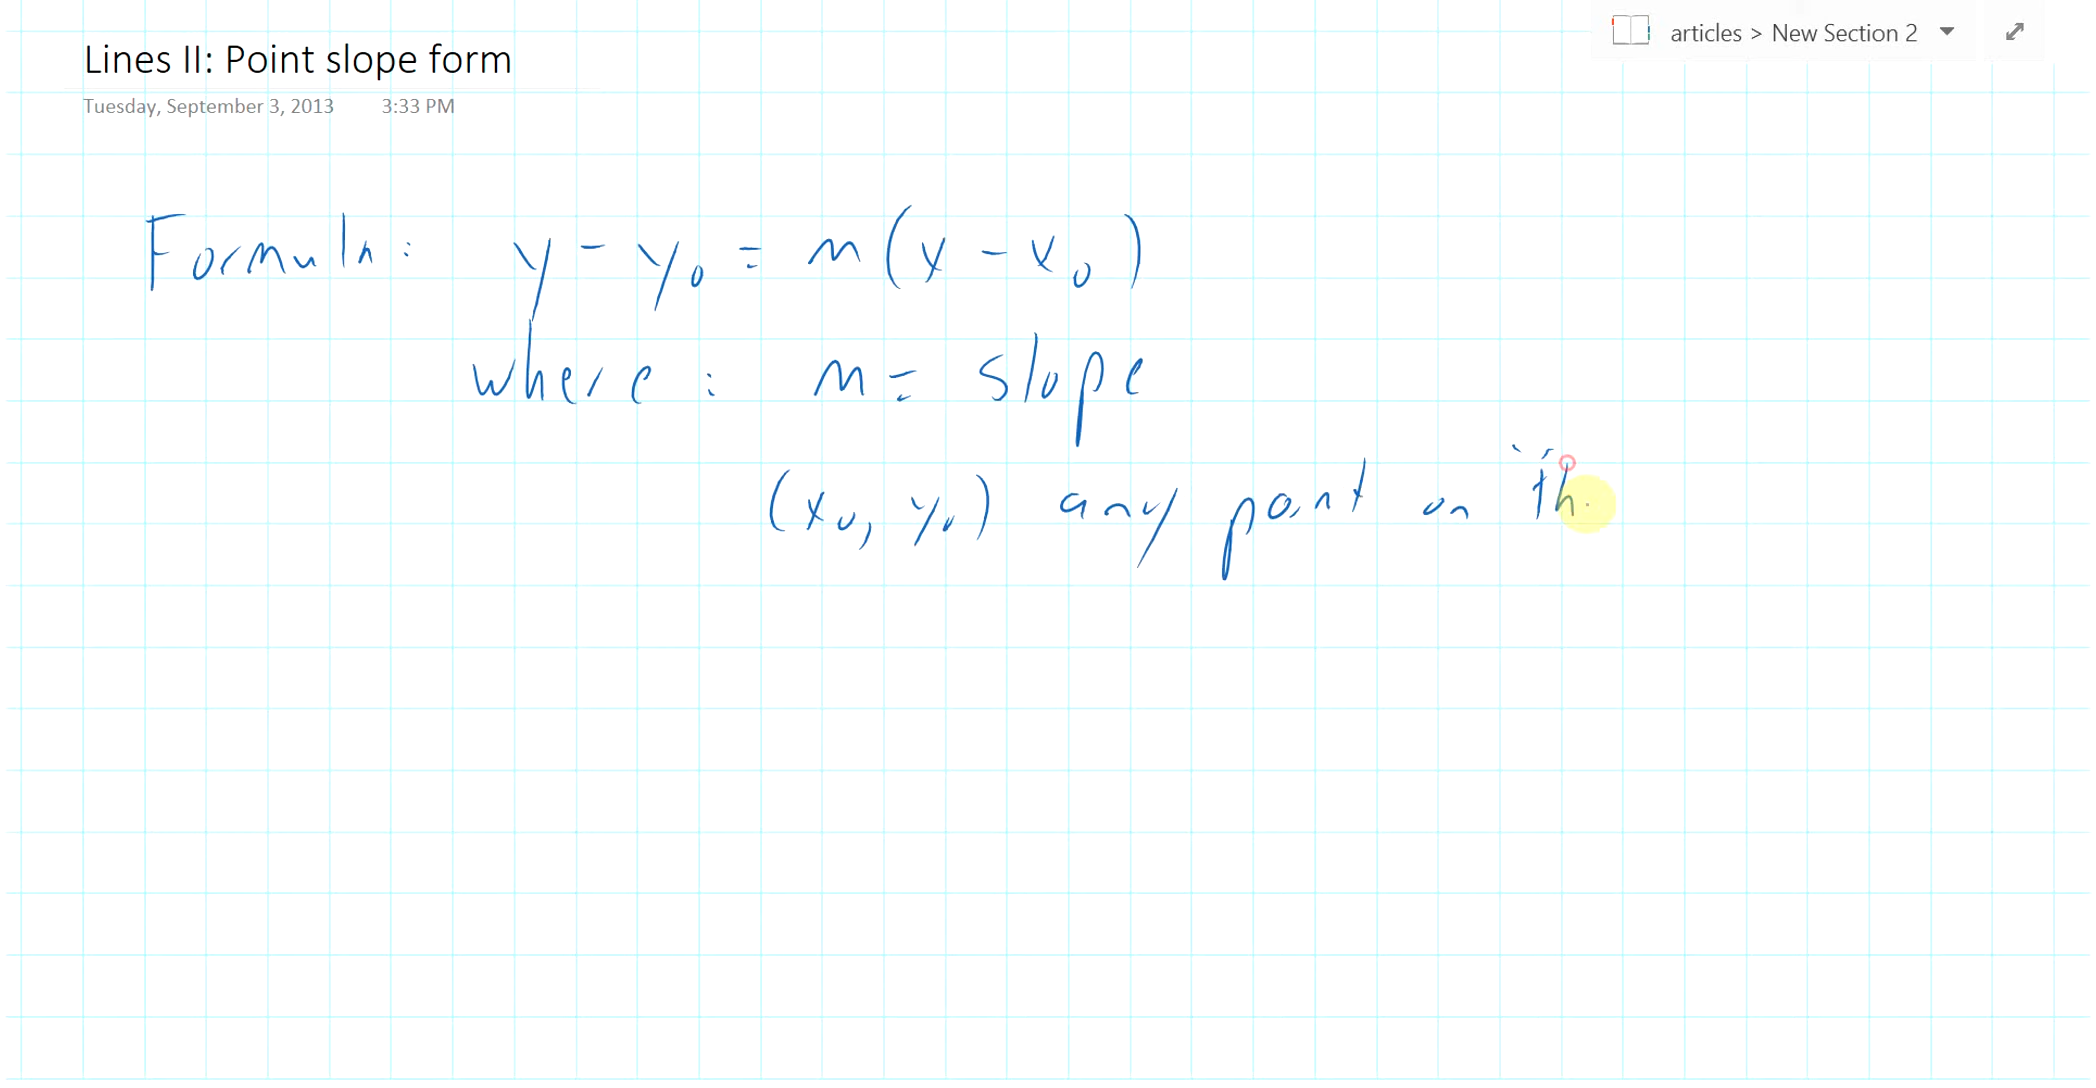 articles > New Section 2
Lines II: Point slope form
Tuesday, September 3, 2013 3:33 PM
Formula: y - y₀ = m(x - x₀)
where: m = slope
(x₀, y₀) any point on th